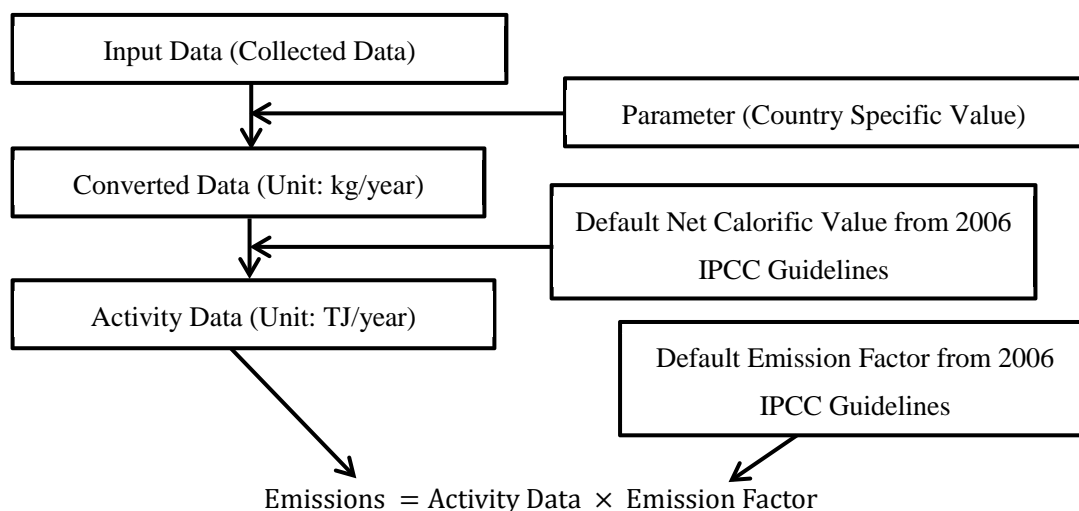 Input Data (Collected Data)
Parameter (Country Specific Value)
Converted Data (Unit: kg/year)
Default Net Calorific Value from 2006
IPCC Guidelines
Activity Data (Unit: TJ/year)
Default Emission Factor from 2006
IPCC Guidelines
Emissions = Activity Data × Emission Factor